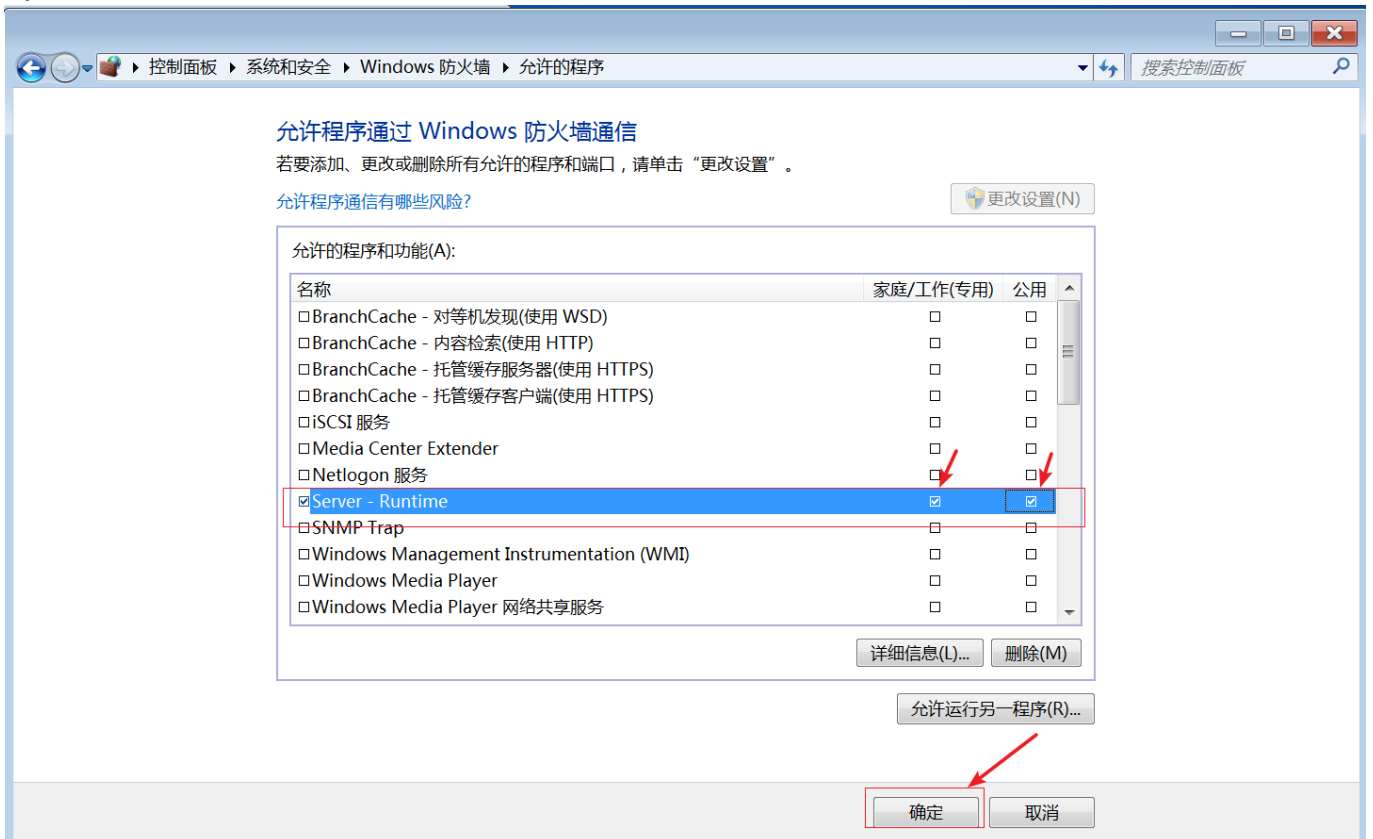 控制面板 系统和安全 Windows 防火墙 允许的程序 搜索控制面板
允许程序通过 Windows 防火墙通信
若要添加、更改或删除所有允许的程序和端口，请单击“更改设置”。
允许程序通信有哪些风险?
更改设置(N)
允许的程序和功能(A):
名称 家庭/工作(专用) 公用
BranchCache - 对等机发现(使用 WSD)
BranchCache - 内容检索(使用 HTTP)
BranchCache - 托管缓存服务器(使用 HTTPS)
BranchCache - 托管缓存客户端(使用 HTTPS)
iSCSI 服务
Media Center Extender
Netlogon 服务
Server - Runtime
SNMP Trap
Windows Management Instrumentation (WMI)
Windows Media Player
Windows Media Player 网络共享服务
详细信息(L)... 删除(M)
允许运行另一程序(R)...
确定 取消